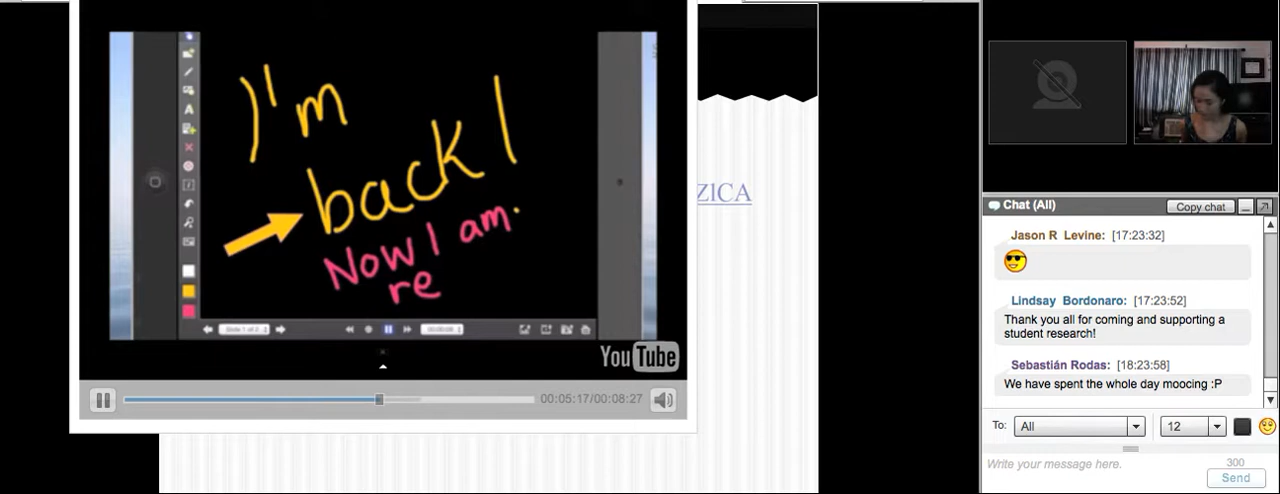 I'm
back!
Now I am.
re
YouTube
00:05:17/00:08:27
ZICA
Chat (All)
Copy chat
Jason R Levine: [17:23:32]
Lindsay Bordonaro: [17:23:52]
Thank you all for coming and supporting a
student research!
Sebastián Rodas: [18:23:58]
We have spent the whole day moocing :P
To: All 12
Write your message here.
300
Send